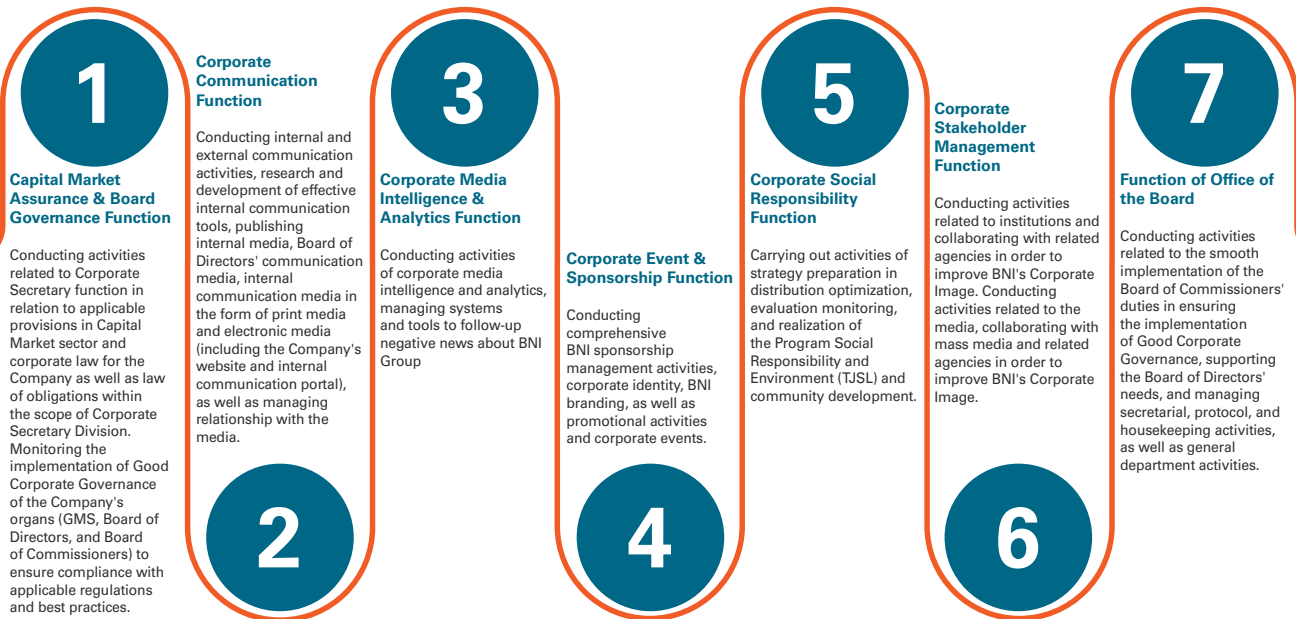 1
Capital Market
Assurance & Board
Governance Function
Conducting activities
related to Corporate
Secretary function in
relation to applicable
provisions in Capital
Market sector and
corporate law for the
Company as well as law
of obligations within
the scope of Corporate
Secretary Division.
Monitoring the
implementation of Good
Corporate Governance
of the Company's
organs (GMS, Board of
Directors, and Board
of Commissioners) to
ensure compliance with
applicable regulations
and best practices.
Corporate
Communication
Function
Conducting internal and
external communication
activities, research and
development of effective
internal communication
tools, publishing
internal media, Board of
Directors' communication
media, internal
communication media in
the form of print media
and electronic media
(including the Company's
website and internal
communication portal),
as well as managing
relationship with the
media.
2
3
Corporate Media
Intelligence &
Analytics Function
Conducting activities
of corporate media
intelligence and analytics,
managing systems
and tools to follow-up
negative news about BNI
Group
Corporate Event &
Sponsorship Function
Conducting
comprehensive
BNI sponsorship
management activities,
corporate identity, BNI
branding, as well as
promotional activities
and corporate events.
4
5
Corporate Social
Responsibility
Function
Carrying out activities of
strategy preparation in
distribution optimization,
evaluation monitoring,
and realization of
the Program Social
Responsibility and
Environment (TJSL) and
community development.
Corporate
Stakeholder
Management
Function
Conducting activities
related to institutions and
collaborating with related
agencies in order to
improve BNI's Corporate
Image. Conducting
activities related to the
media, collaborating with
mass media and related
agencies in order to
improve BNI's Corporate
Image.
6
7
Function of Office of
the Board
Conducting activities
related to the smooth
implementation of the
Board of Commissioners'
duties in ensuring
the implementation
of Good Corporate
Governance, supporting
the Board of Directors'
needs, and managing
secretarial, protocol, and
housekeeping activities,
as well as general
department activities.